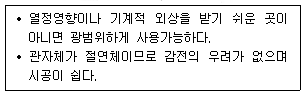 • 열정영향이나 기계적 외상을 받기 쉬운 곳이
아니면 광범위하게 사용가능하다.
• 관자체가 절연체이므로 감전의 우려가 없으며
시공이 쉽다.